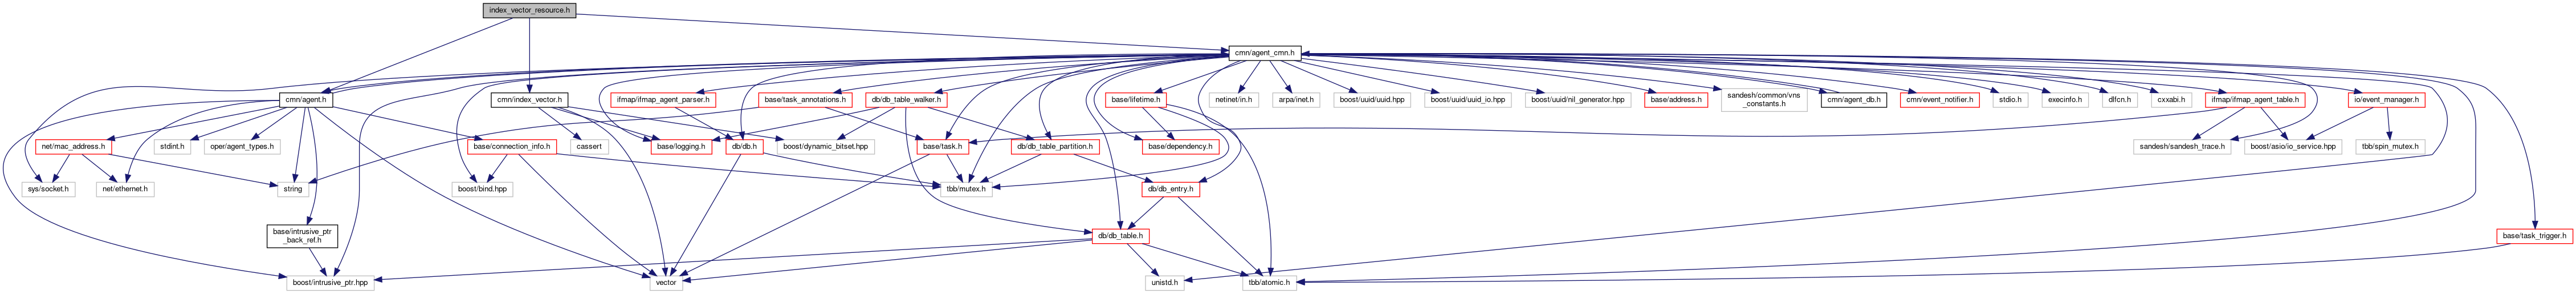 index_vector_resource.h
cmn/agent_cmn.h
cmn/agent.h
cmn/index_vector.h
ifmap/ifmap_agent_parser.h
base/task_annotations.h
db/db_table_walker.h
base/lifetime.h
netinet/in.h
arpa/inet.h
boost/uuid/uuid.hpp
boost/uuid/uuid_io.hpp
boost/uuid/nil_generator.hpp
base/address.h
sandesh/common/vns
_constants.h
cmn/agent_db.h
cmn/event_notifier.h
stdio.h
execinfo.h
dlfcn.h
cxxabi.h
ifmap/ifmap_agent_table.h
io/event_manager.h
net/mac_address.h
stdint.h
oper/agent_types.h
base/connection_info.h
cassert
base/logging.h
db/db.h
boost/dynamic_bitset.hpp
base/task.h
db/db_table_partition.h
base/dependency.h
sandesh/sandesh_trace.h
boost/asio/io_service.hpp
tbb/spin_mutex.h
sys/socket.h
net/ethernet.h
string
boost/bind.hpp
tbb/mutex.h
db/db_entry.h
base/intrusive_ptr
_back_ref.h
db/db_table.h
base/task_trigger.h
boost/intrusive_ptr.hpp
vector
unistd.h
tbb/atomic.h